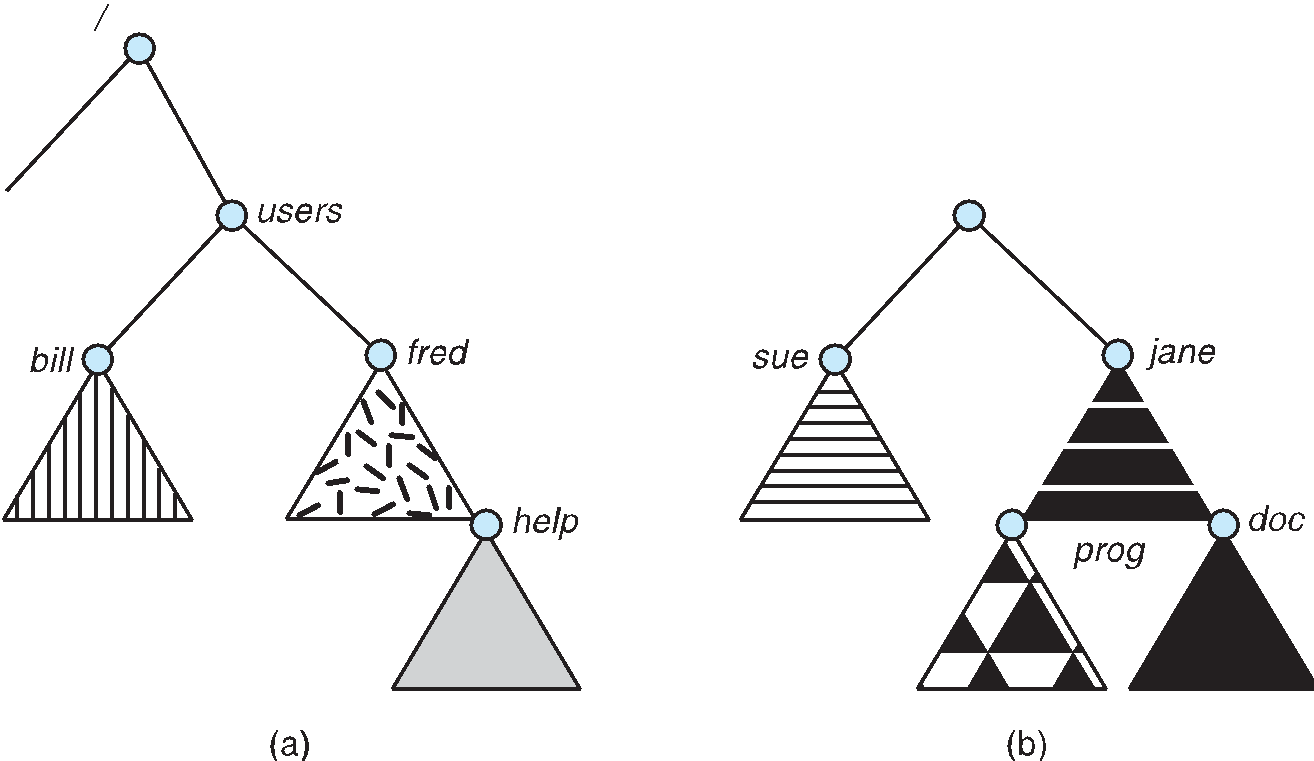 /
users
bill
fred
help
(a)
sue
jane
prog
doc
(b)